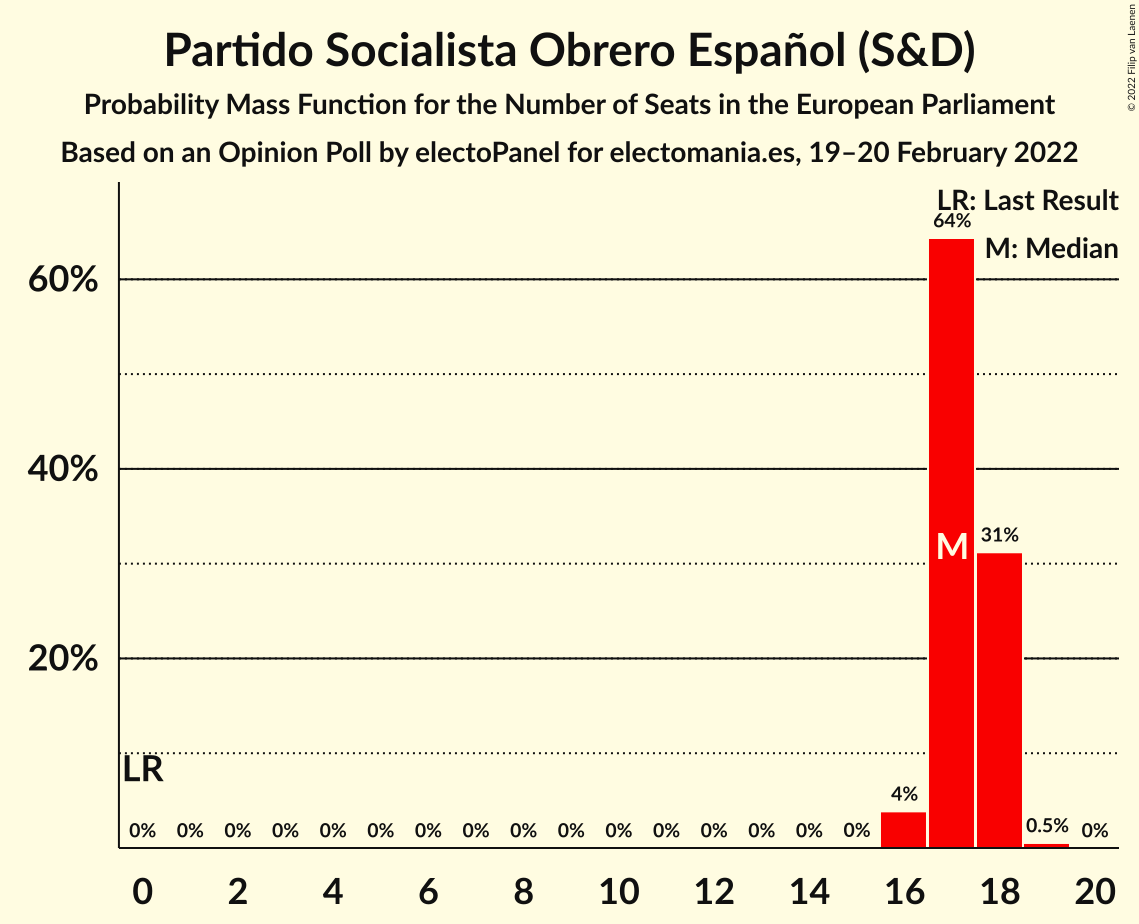 Partido Socialista Obrero Español (S&D)
Probability Mass Function for the Number of Seats in the European Parliament
Based on an Opinion Poll by electoPanel for electomania.es, 19–20 February 2022
© 2022 Filip van Laenen
LR: Last Result
M: Median
64%
60%
40%
M
31%
20%
LR
4%
0% 0% 0% 0% 0% 0% 0% 0% 0% 0% 0% 0% 0% 0% 0% 0% 0.5% 0%
0 2 4 6 8 10 12 14 16 18 20